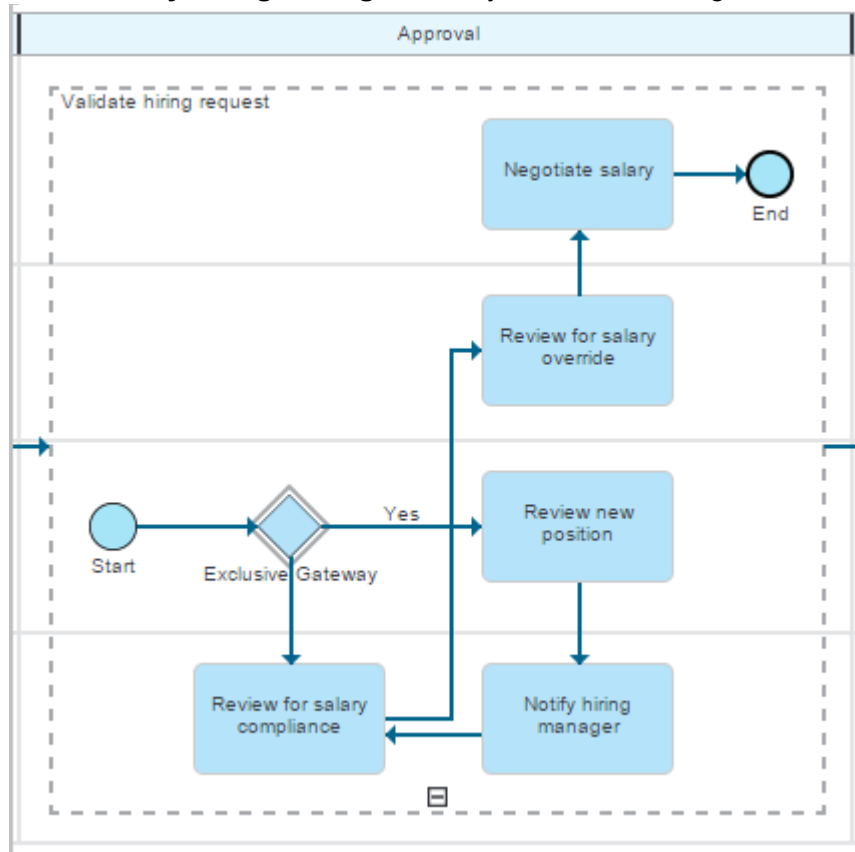 Approval
Validate hiring request
Negotiate salary
End
Review for salary
override
Start
Exclusive Gateway
Yes
Review new
position
Review for salary
compliance
Notify hiring
manager